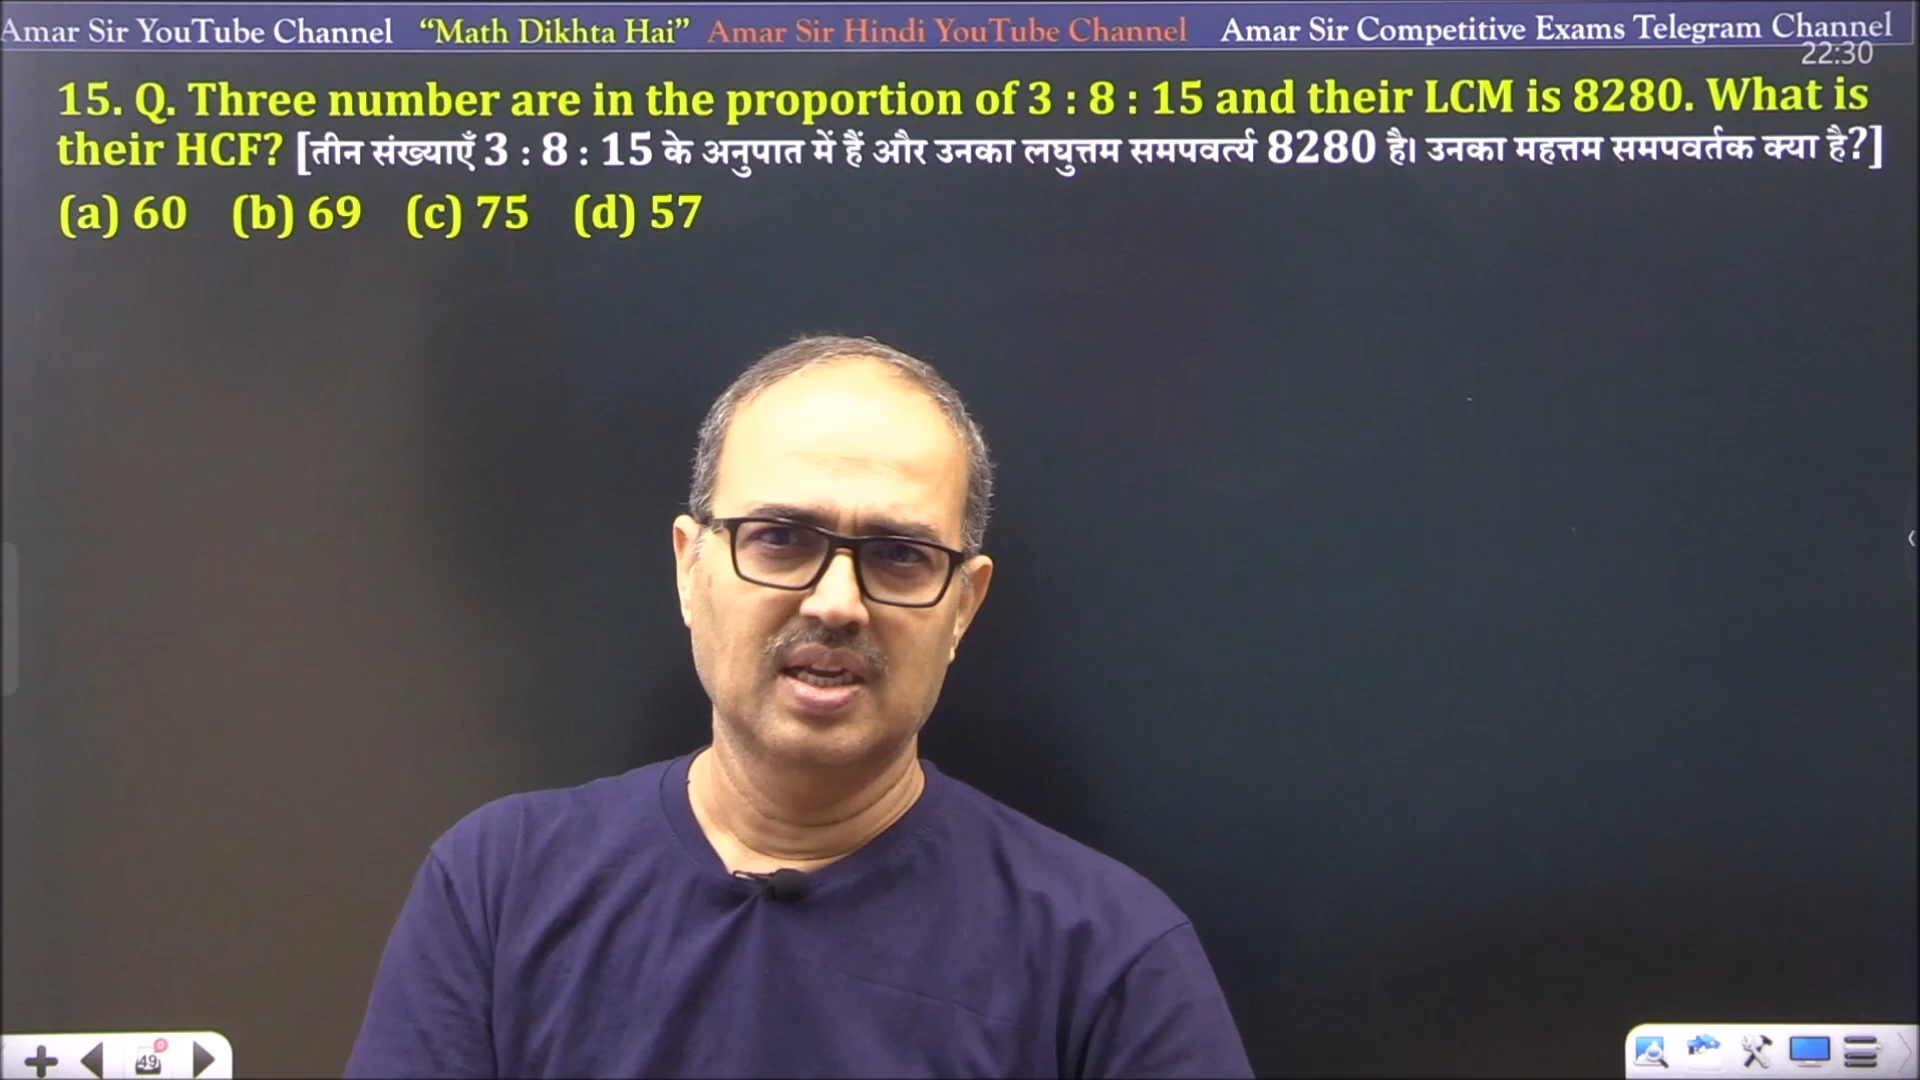 Amar Sir YouTube Channel “Math Dikhta Hai” Amar Sir Hindi YouTube Channel Amar Sir Competitive Exams Telegram Channel
22:30
15. Q. Three number are in the proportion of 3 : 8 : 15 and their LCM is 8280. What is
their HCF? [तीन संख्याएँ 3 : 8 : 15 के अनुपात में हैं और उनका लघुत्तम समपवर्त्य 8280 है। उनका महत्तम समपवर्तक क्या है?]
(a) 60 (b) 69 (c) 75 (d) 57
49
0